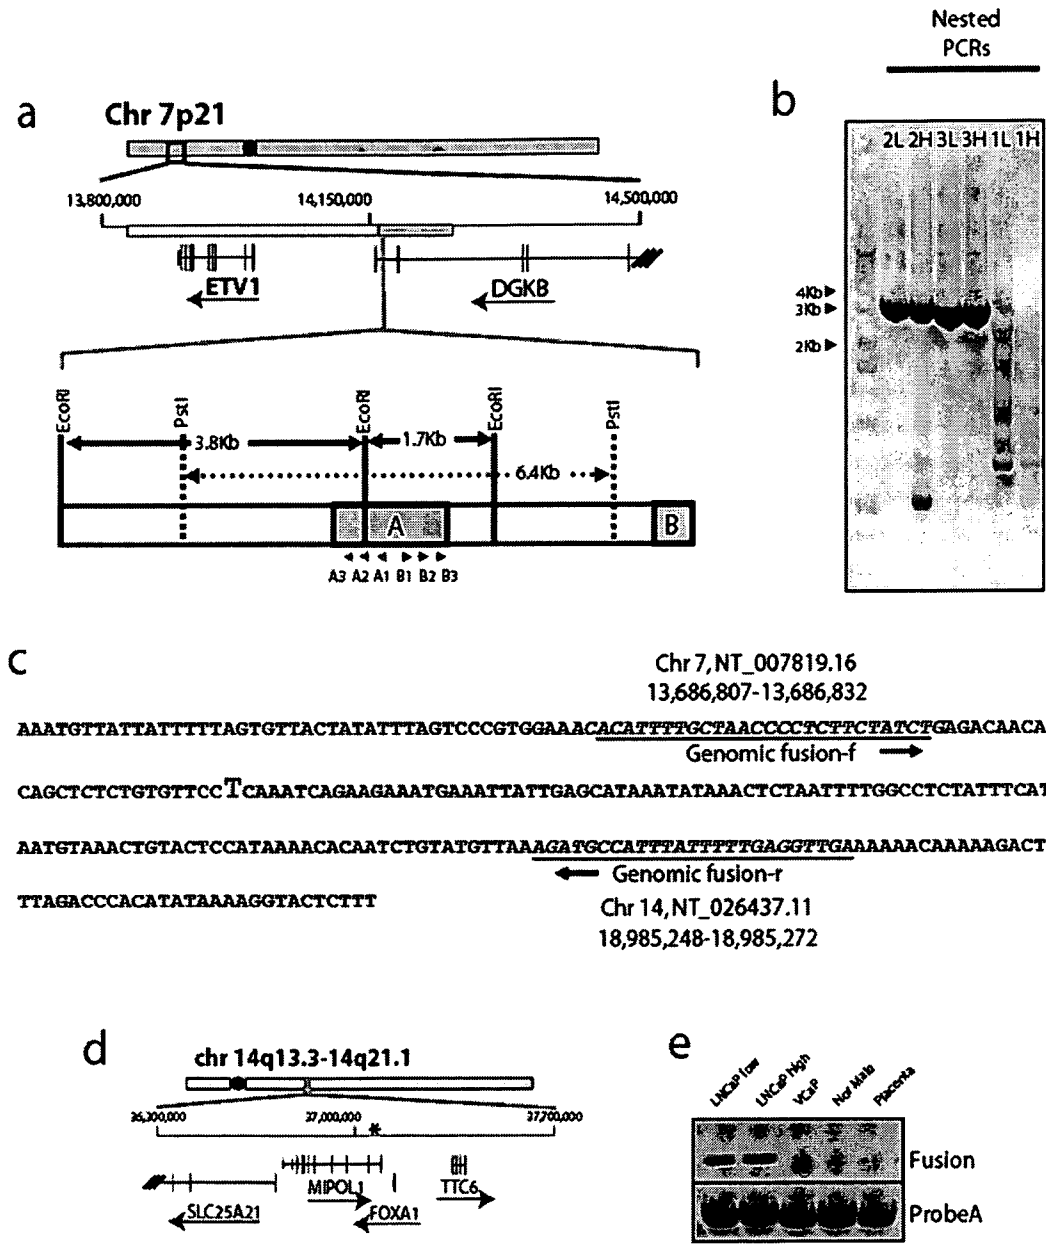 a
Chr 7p21
13,800,000 14,150,000 14,500,000
ETV1
DGKB
EcoRI
PstI
EcoRI
EcoRI
PstI
3.8Kb
1.7Kb
6.4Kb
A
B
A3 A2 A1 B1 B2 B3
b
Nested
PCRs
2L 2H 3L 3H 1L 1H
4Kb
3Kb
2Kb
c
Chr 7, NT_007819.16
13,686,807-13,686,832
AAATGTTATTATTTTTAGTGTTACTATATTTAGTCCCGTGGAAACACATTTTGCTAACCCCTCTTCTATCTGAGACAACA
Genomic fusion-f
CAGCTCTCTGTGTTCCTCAAATCAGAAGAAATGAAATTATTGAGCATAAATATAAACTCTAATTTTGGCCTCTATTTCAT
AATGTAAACTGTACTCCATAAAACACAATCTGTATGTTAAAAGATGCCATTTATTTTTGAGGTTGAAAAAACAAAAAGACT
Genomic fusion-r
TTAGACCCACATATAAAAGGTACTCTTT
Chr 14, NT_026437.11
18,985,248-18,985,272
d
chr 14q13.3-14q21.1
36,300,000 37,000,000 37,700,000
*
SLC25A21
MIPOL1
FOXA1
TTC6
e
LNCaP low
LNCaP high
VCaP
Nor Male
Placenta
Fusion
ProbeA